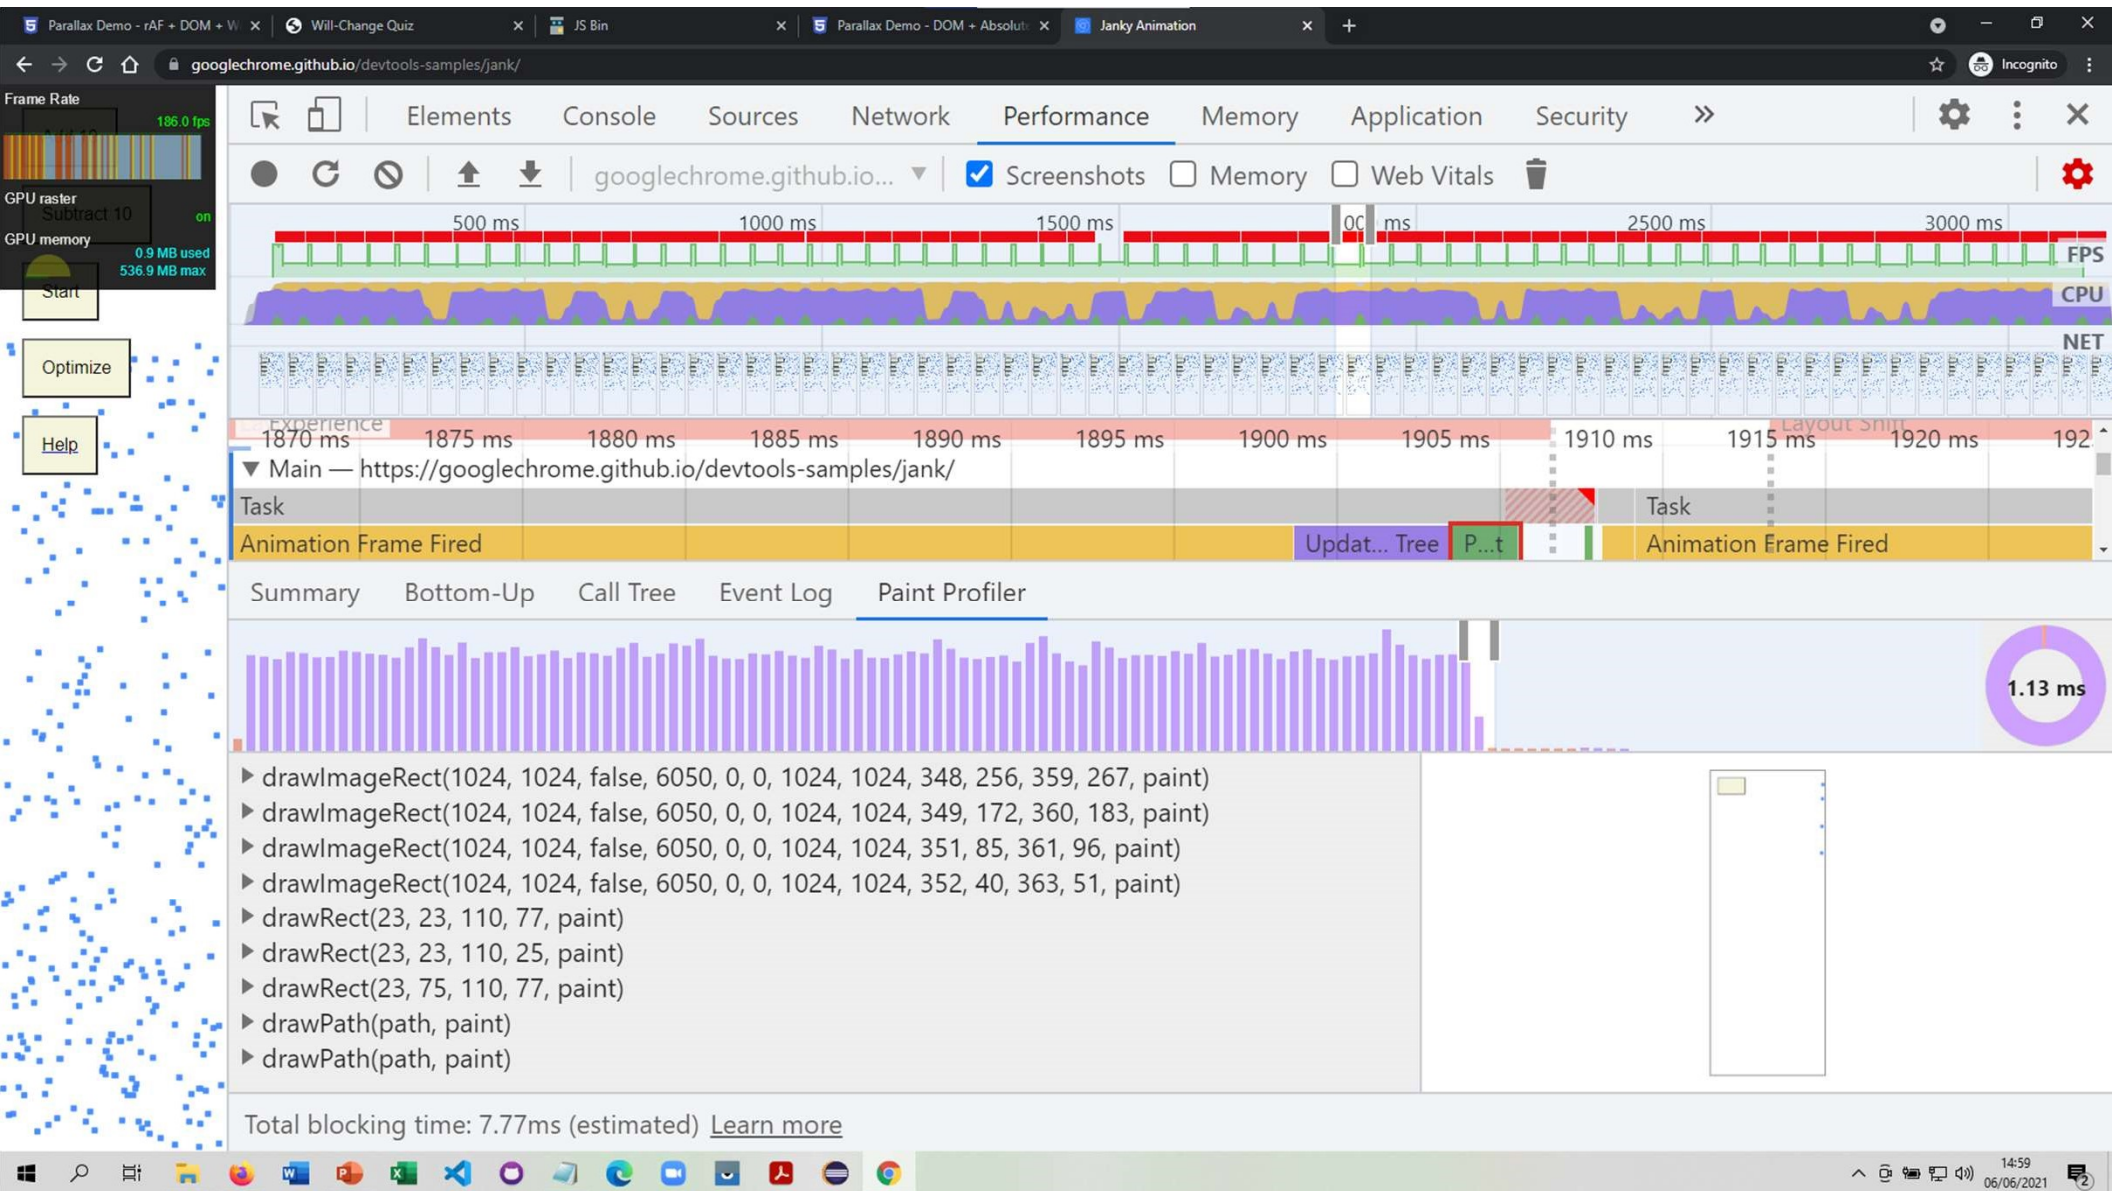 Parallax Demo - rAF + DOM + W
Will-Change Quiz
JS Bin
Parallax Demo - DOM + Absolut
Janky Animation
googlechrome.github.io/devtools-samples/jank/
Incognito
Frame Rate
186.0 fps
GPU raster
Subtract 10
on
GPU memory
0.9 MB used
536.9 MB max
Start
Optimize
Help
Elements Console Sources Network Performance Memory Application Security
googlechrome.github.io... Screenshots Memory Web Vitals
500 ms 1000 ms 1500 ms ms 2500 ms 3000 ms
FPS
CPU
NET
Experience
Layout Shift
1870 ms 1875 ms 1880 ms 1885 ms 1890 ms 1895 ms 1900 ms 1905 ms 1910 ms 1915 ms 1920 ms 192
Main — https://googlechrome.github.io/devtools-samples/jank/
Task Task
Animation Frame Fired Updat... Tree P...t Animation Frame Fired
Summary Bottom-Up Call Tree Event Log Paint Profiler
1.13 ms
drawImageRect(1024, 1024, false, 6050, 0, 0, 1024, 1024, 348, 256, 359, 267, paint)
drawImageRect(1024, 1024, false, 6050, 0, 0, 1024, 1024, 349, 172, 360, 183, paint)
drawImageRect(1024, 1024, false, 6050, 0, 0, 1024, 1024, 351, 85, 361, 96, paint)
drawImageRect(1024, 1024, false, 6050, 0, 0, 1024, 1024, 352, 40, 363, 51, paint)
drawRect(23, 23, 110, 77, paint)
drawRect(23, 23, 110, 25, paint)
drawRect(23, 75, 110, 77, paint)
drawPath(path, paint)
drawPath(path, paint)
Total blocking time: 7.77ms (estimated) Learn more
14:59
06/06/2021
2